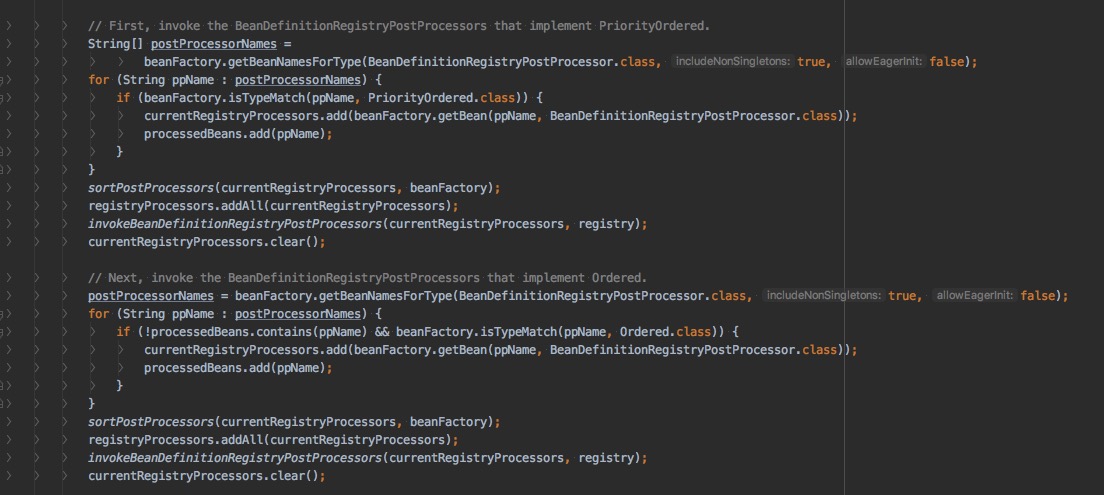 // First, invoke the BeanDefinitionRegistryPostProcessors that implement PriorityOrdered.
String[] postProcessorNames =
beanFactory.getBeanNamesForType(BeanDefinitionRegistryPostProcessor.class, includeNonSingletons: true, allowEagerInit: false);
for (String ppName : postProcessorNames) {
if (beanFactory.isTypeMatch(ppName, PriorityOrdered.class)) {
currentRegistryProcessors.add(beanFactory.getBean(ppName, BeanDefinitionRegistryPostProcessor.class));
processedBeans.add(ppName);
}
}
sortPostProcessors(currentRegistryProcessors, beanFactory);
registryProcessors.addAll(currentRegistryProcessors);
invokeBeanDefinitionRegistryPostProcessors(currentRegistryProcessors, registry);
currentRegistryProcessors.clear();
// Next, invoke the BeanDefinitionRegistryPostProcessors that implement Ordered.
postProcessorNames = beanFactory.getBeanNamesForType(BeanDefinitionRegistryPostProcessor.class, includeNonSingletons: true, allowEagerInit: false);
for (String ppName : postProcessorNames) {
if (!processedBeans.contains(ppName) && beanFactory.isTypeMatch(ppName, Ordered.class)) {
currentRegistryProcessors.add(beanFactory.getBean(ppName, BeanDefinitionRegistryPostProcessor.class));
processedBeans.add(ppName);
}
}
sortPostProcessors(currentRegistryProcessors, beanFactory);
registryProcessors.addAll(currentRegistryProcessors);
invokeBeanDefinitionRegistryPostProcessors(currentRegistryProcessors, registry);
currentRegistryProcessors.clear();